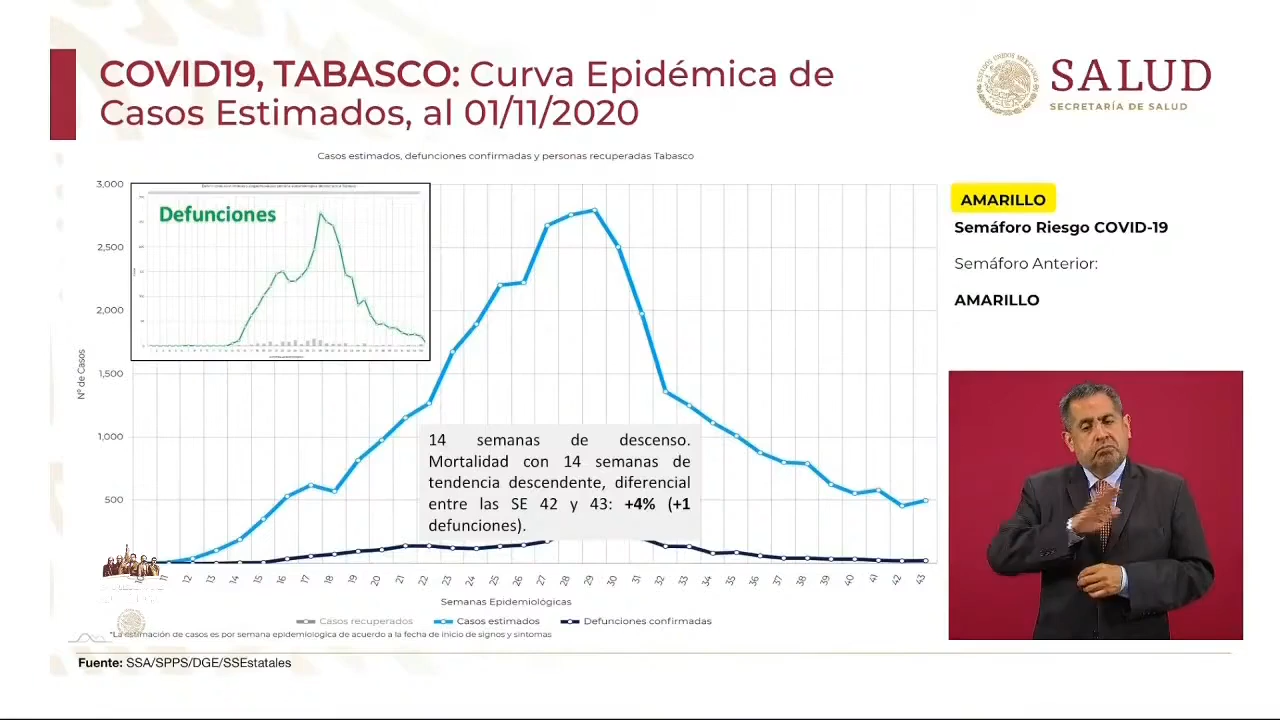 COVID19, TABASCO: Curva Epidémica de
Casos Estimados, al 01/11/2020
SALUD
SECRETARÍA DE SALUD
Casos estimados, defunciones confirmadas y personas recuperadas Tabasco
Defunciones
Nº de Casos
3,000
2,500
2,000
1,500
1,000
500
AMARILLO
Semáforo Riesgo COVID-19
Semáforo Anterior:
AMARILLO
14 semanas de descenso.
Mortalidad con 14 semanas de
tendencia descendente, diferencial
entre las SE 42 y 43: +4% (+1
defunciones).
10 11 12 13 14 15 16 17 18 19 20 21 22 23 24 25 26 27 28 29 30 31 32 33 34 35 36 37 38 39 40 41 42 43
Semanas Epidemiológicas
Casos recuperados Casos estimados Defunciones confirmadas
*La estimación de casos es por semana epidemiologica de acuerdo a la fecha de inicio de signos y sintomas
Fuente: SSA/SPPS/DGE/SSEstatales